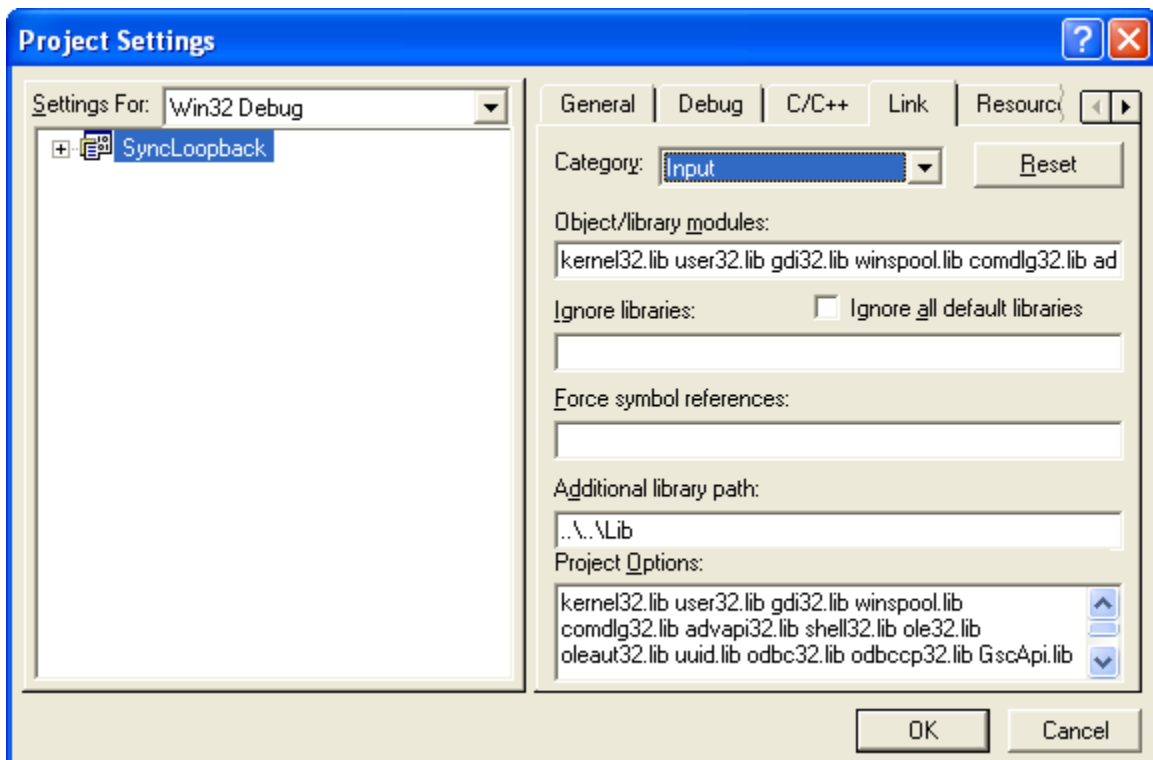 Project Settings
Settings For: Win32 Debug
SyncLoopback
General Debug C/C++ Link
Category: Input Reset
Object/library modules:
kernel32.lib user32.lib gdi32.lib winspool.lib comdlg32.lib ad
Ignore libraries: Ignore all default libraries
Force symbol references:
Additional library path:
..\..\Lib
Project Options:
kernel32.lib user32.lib gdi32.lib winspool.lib
comdlg32.lib advapi32.lib shell32.lib ole32.lib
oleaut32.lib uuid.lib odbc32.lib odbccp32.lib GscApi.lib
OK Cancel